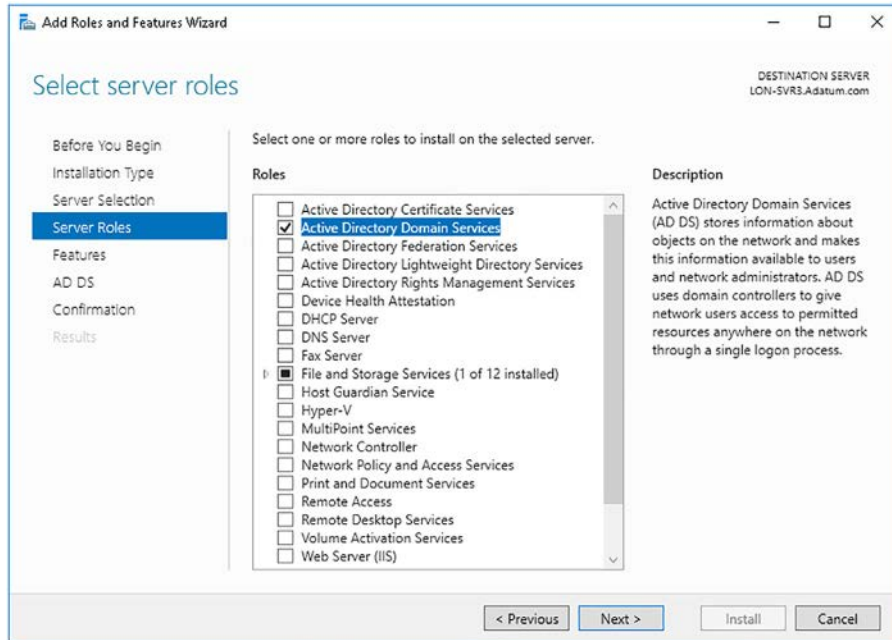 Add Roles and Features Wizard
Select server roles
DESTINATION SERVER
LON-SVR3.Adatum.com
Before You Begin
Installation Type
Server Selection
Server Roles
Features
AD DS
Confirmation
Results
Select one or more roles to install on the selected server.
Roles
Active Directory Certificate Services
Active Directory Domain Services
Active Directory Federation Services
Active Directory Lightweight Directory Services
Active Directory Rights Management Services
Device Health Attestation
DHCP Server
DNS Server
Fax Server
File and Storage Services (1 of 12 installed)
Host Guardian Service
Hyper-V
MultiPoint Services
Network Controller
Network Policy and Access Services
Print and Document Services
Remote Access
Remote Desktop Services
Volume Activation Services
Web Server (IIS)
Description
Active Directory Domain Services
(AD DS) stores information about
objects on the network and makes
this information available to users
and network administrators. AD DS
uses domain controllers to give
network users access to permitted
resources anywhere on the network
through a single logon process.
< Previous
Next >
Install
Cancel